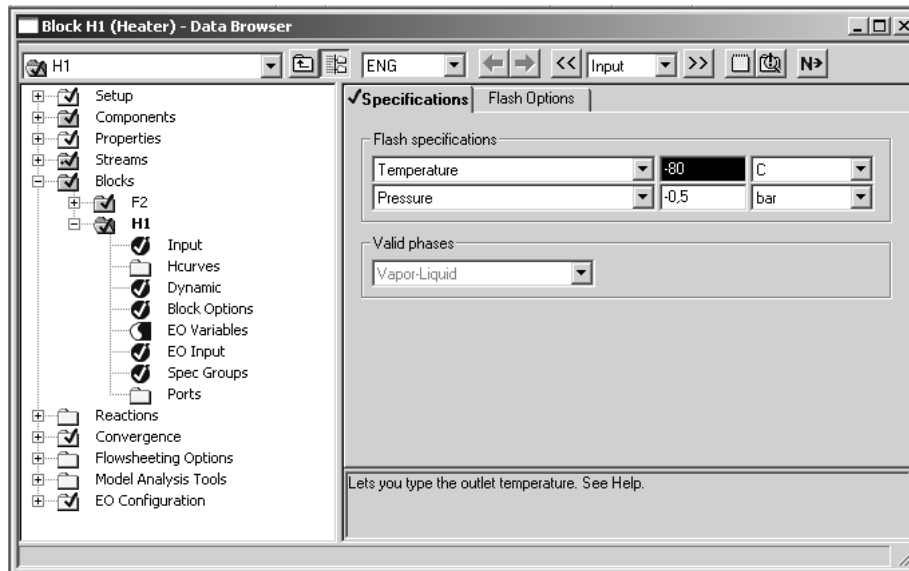 Block H1 (Heater) - Data Browser
H1
ENG
<< Input >>
N>
Setup
Components
Properties
Streams
Blocks
F2
H1
Input
Hcurves
Dynamic
Block Options
EO Variables
EO Input
Spec Groups
Ports
Reactions
Convergence
Flowsheeting Options
Model Analysis Tools
EO Configuration
Specifications Flash Options
Flash specifications
Temperature -80 C
Pressure -0,5 bar
Valid phases
Vapor-Liquid
Lets you type the outlet temperature. See Help.